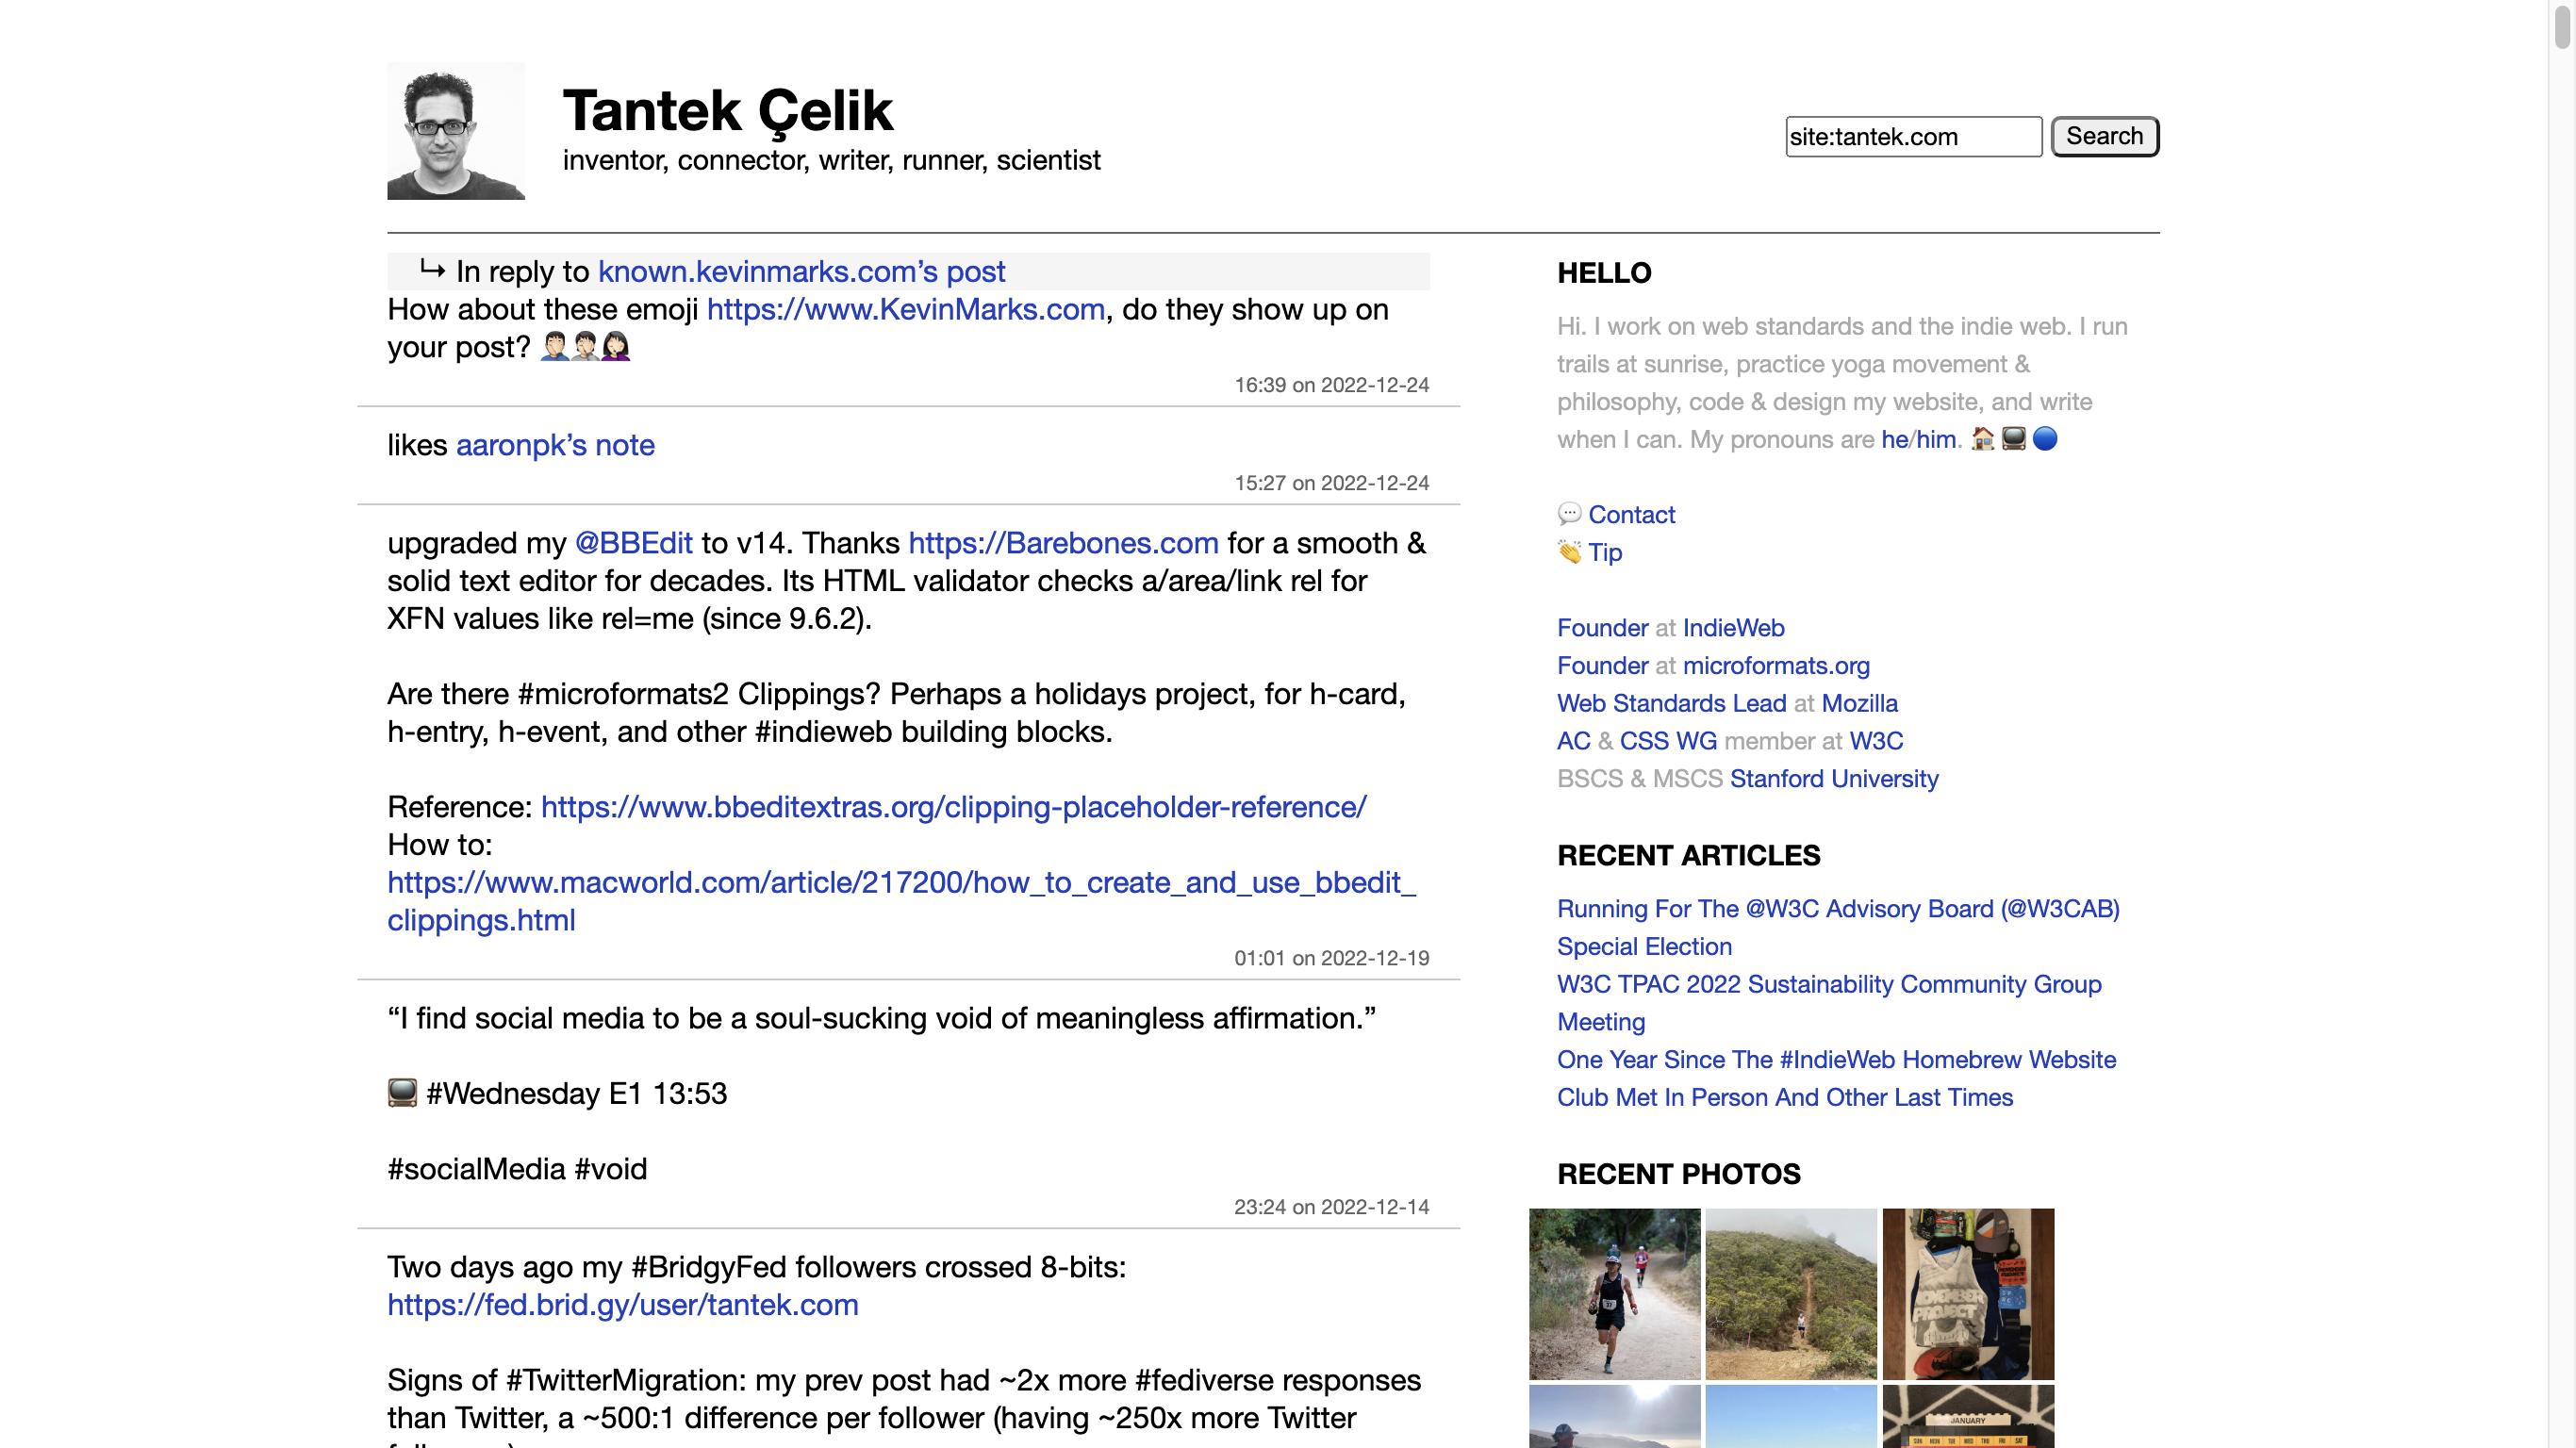 Tantek Çelik
inventor, connector, writer, runner, scientist
site:tantek.com
Search
↳ In reply to known.kevinmarks.com’s post
How about these emoji https://www.KevinMarks.com, do they show up on
your post? 🤦🏻‍♂️🤦🏻🤦🏻‍♀️
16:39 on 2022-12-24
likes aaronpk’s note
15:27 on 2022-12-24
upgraded my @BBEdit to v14. Thanks https://Barebones.com for a smooth &
solid text editor for decades. Its HTML validator checks a/area/link rel for
XFN values like rel=me (since 9.6.2).
Are there #microformats2 Clippings? Perhaps a holidays project, for h-card,
h-entry, h-event, and other #indieweb building blocks.
Reference: https://www.bbeditextras.org/clipping-placeholder-reference/
How to:
https://www.macworld.com/article/217200/how_to_create_and_use_bbedit_
clippings.html
01:01 on 2022-12-19
“I find social media to be a soul-sucking void of meaningless affirmation.”
📺 #Wednesday E1 13:53
#socialMedia #void
23:24 on 2022-12-14
Two days ago my #BridgyFed followers crossed 8-bits:
https://fed.brid.gy/user/tantek.com
Signs of #TwitterMigration: my prev post had ~2x more #fediverse responses
than Twitter, a ~500:1 difference per follower (having ~250x more Twitter
HELLO
Hi. I work on web standards and the indie web. I run
trails at sunrise, practice yoga movement &
philosophy, code & design my website, and write
when I can. My pronouns are he/him. 🏠 📺 🔵
💬 Contact
👏 Tip
Founder at IndieWeb
Founder at microformats.org
Web Standards Lead at Mozilla
AC & CSS WG member at W3C
BSCS & MSCS Stanford University
RECENT ARTICLES
Running For The @W3C Advisory Board (@W3CAB)
Special Election
W3C TPAC 2022 Sustainability Community Group
Meeting
One Year Since The #IndieWeb Homebrew Website
Club Met In Person And Other Last Times
RECENT PHOTOS
JANUARY
SUN MON TUE WED THU FRI SAT